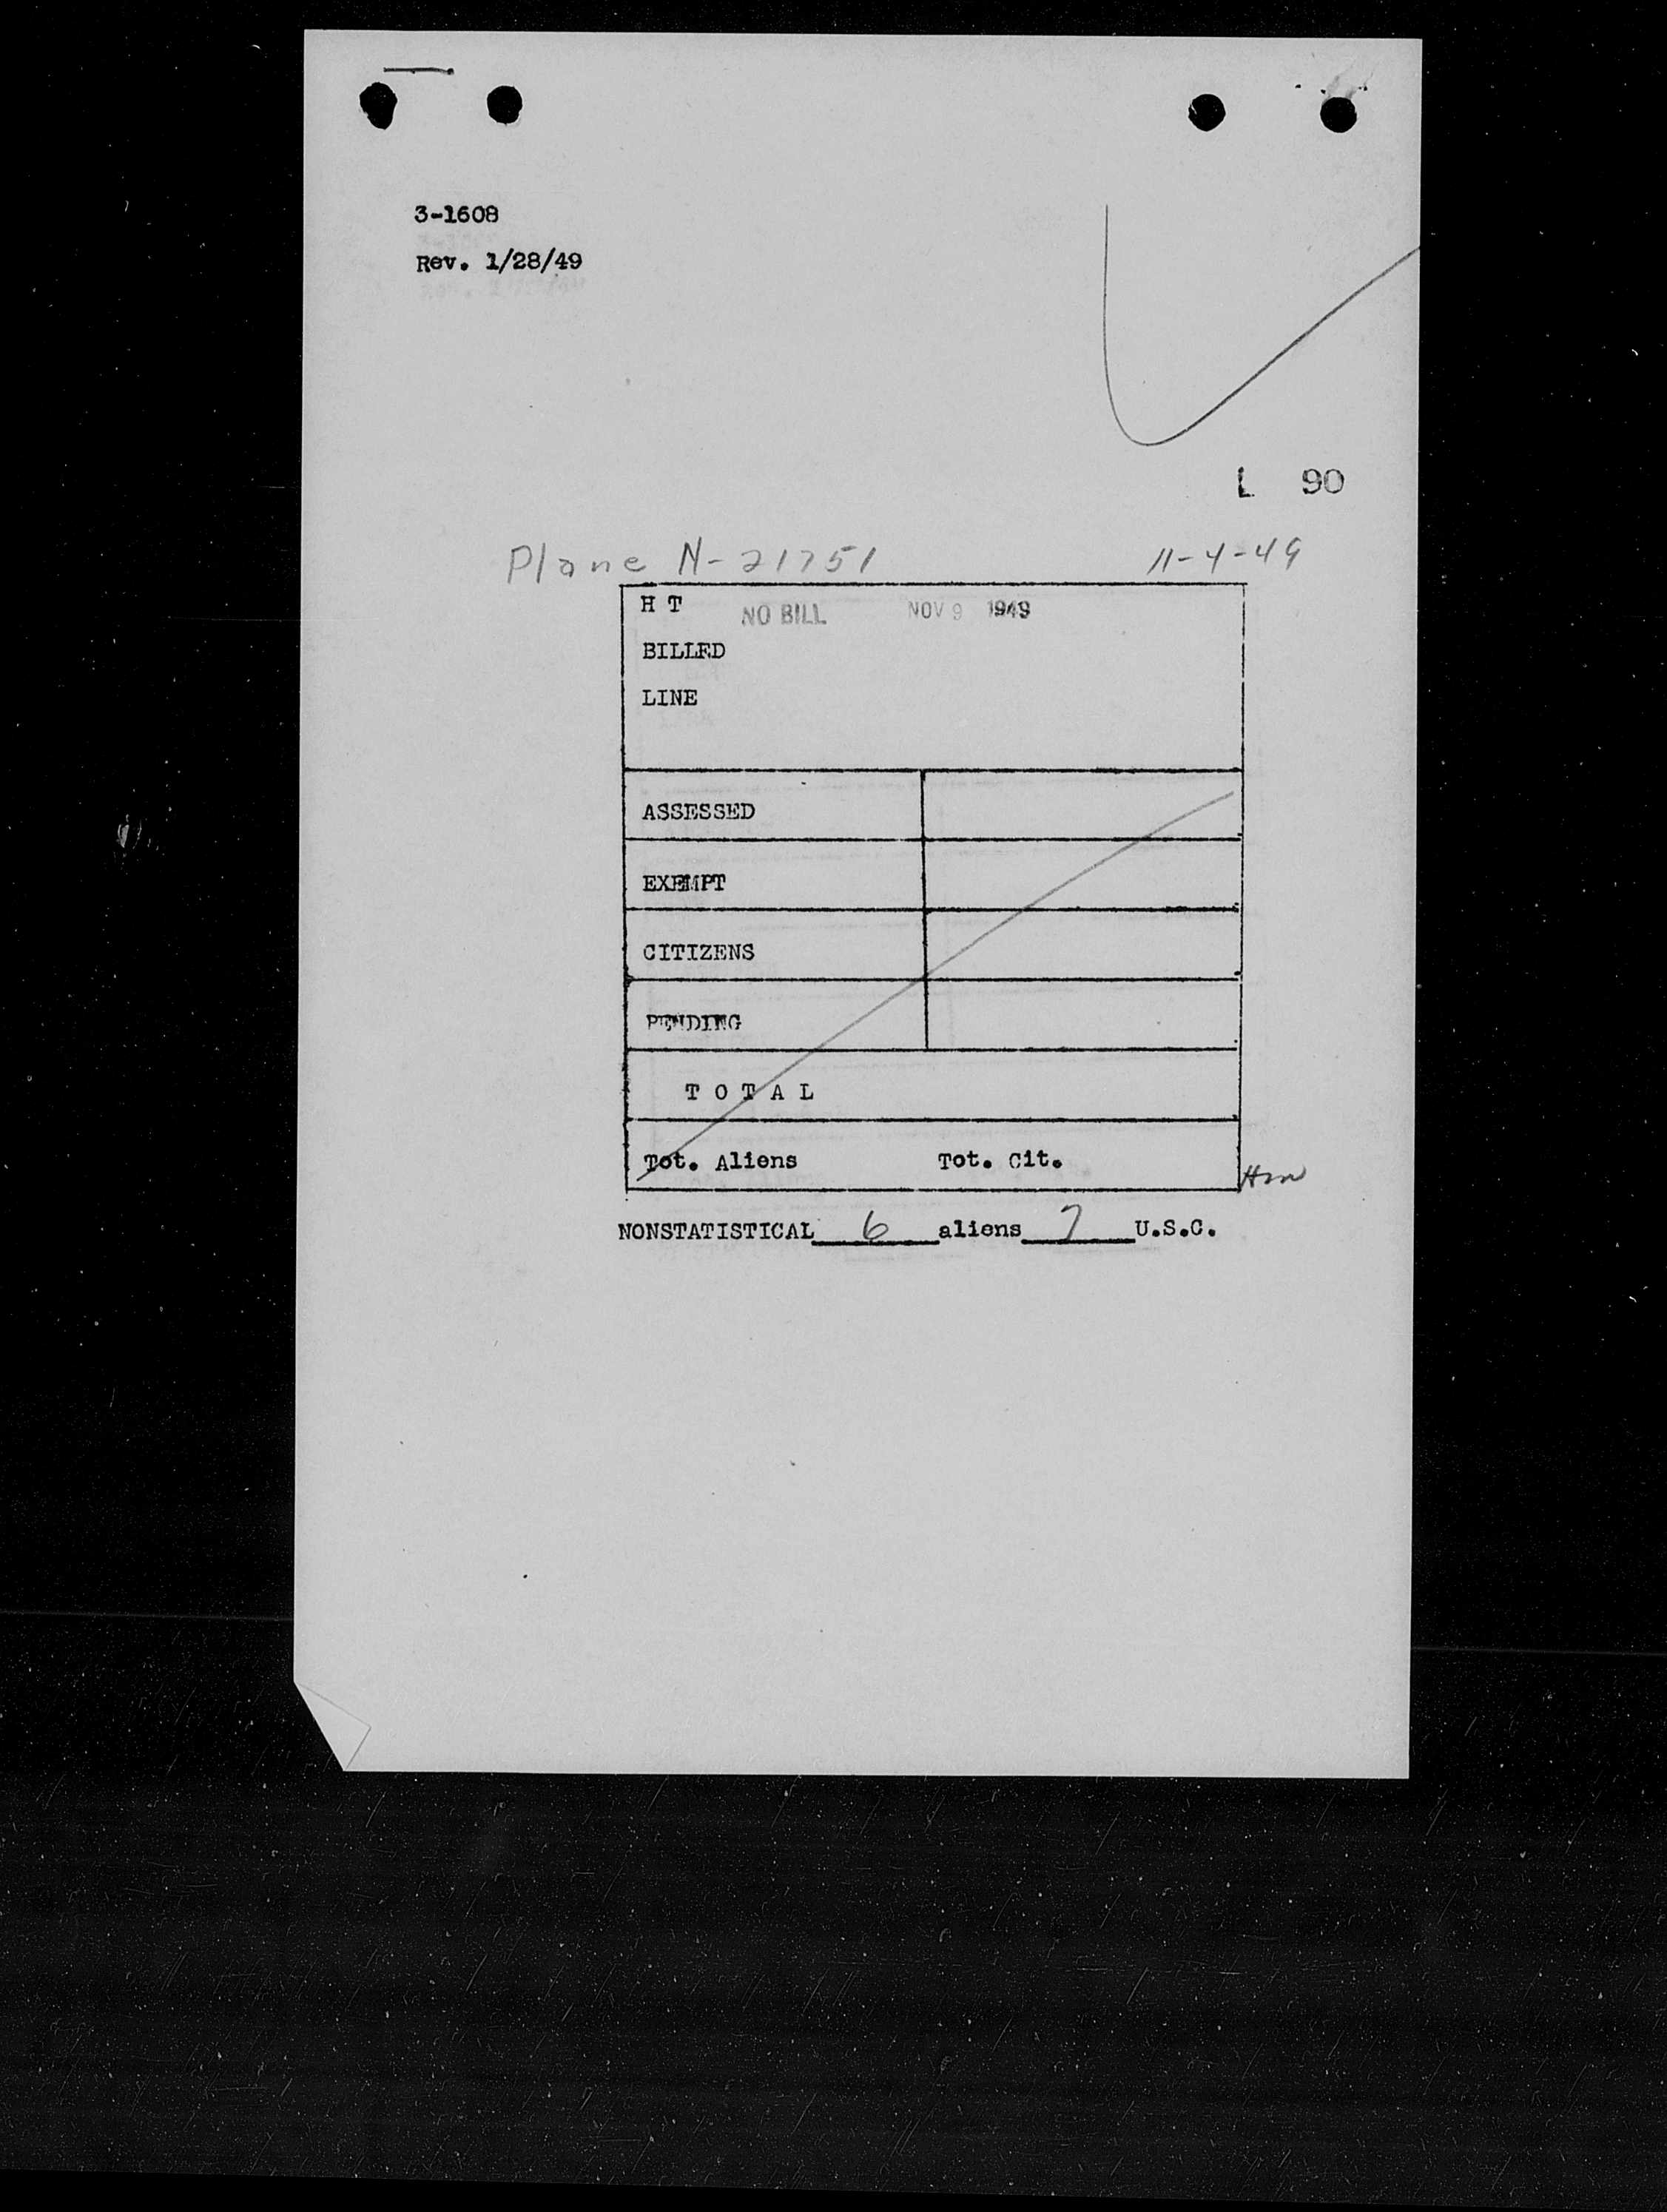 3-1608
Rev. 1/28/49
L 90
Plane N-21751 11-4-49
H T NO BILL NOV 9 1949
BILLED
LINE
ASSESSED
EXEMPT
CITIZENS
PENDING
T O T A L
Tot. Aliens Tot. Cit.
NONSTATISTICAL 6 aliens 7 U.S.C.